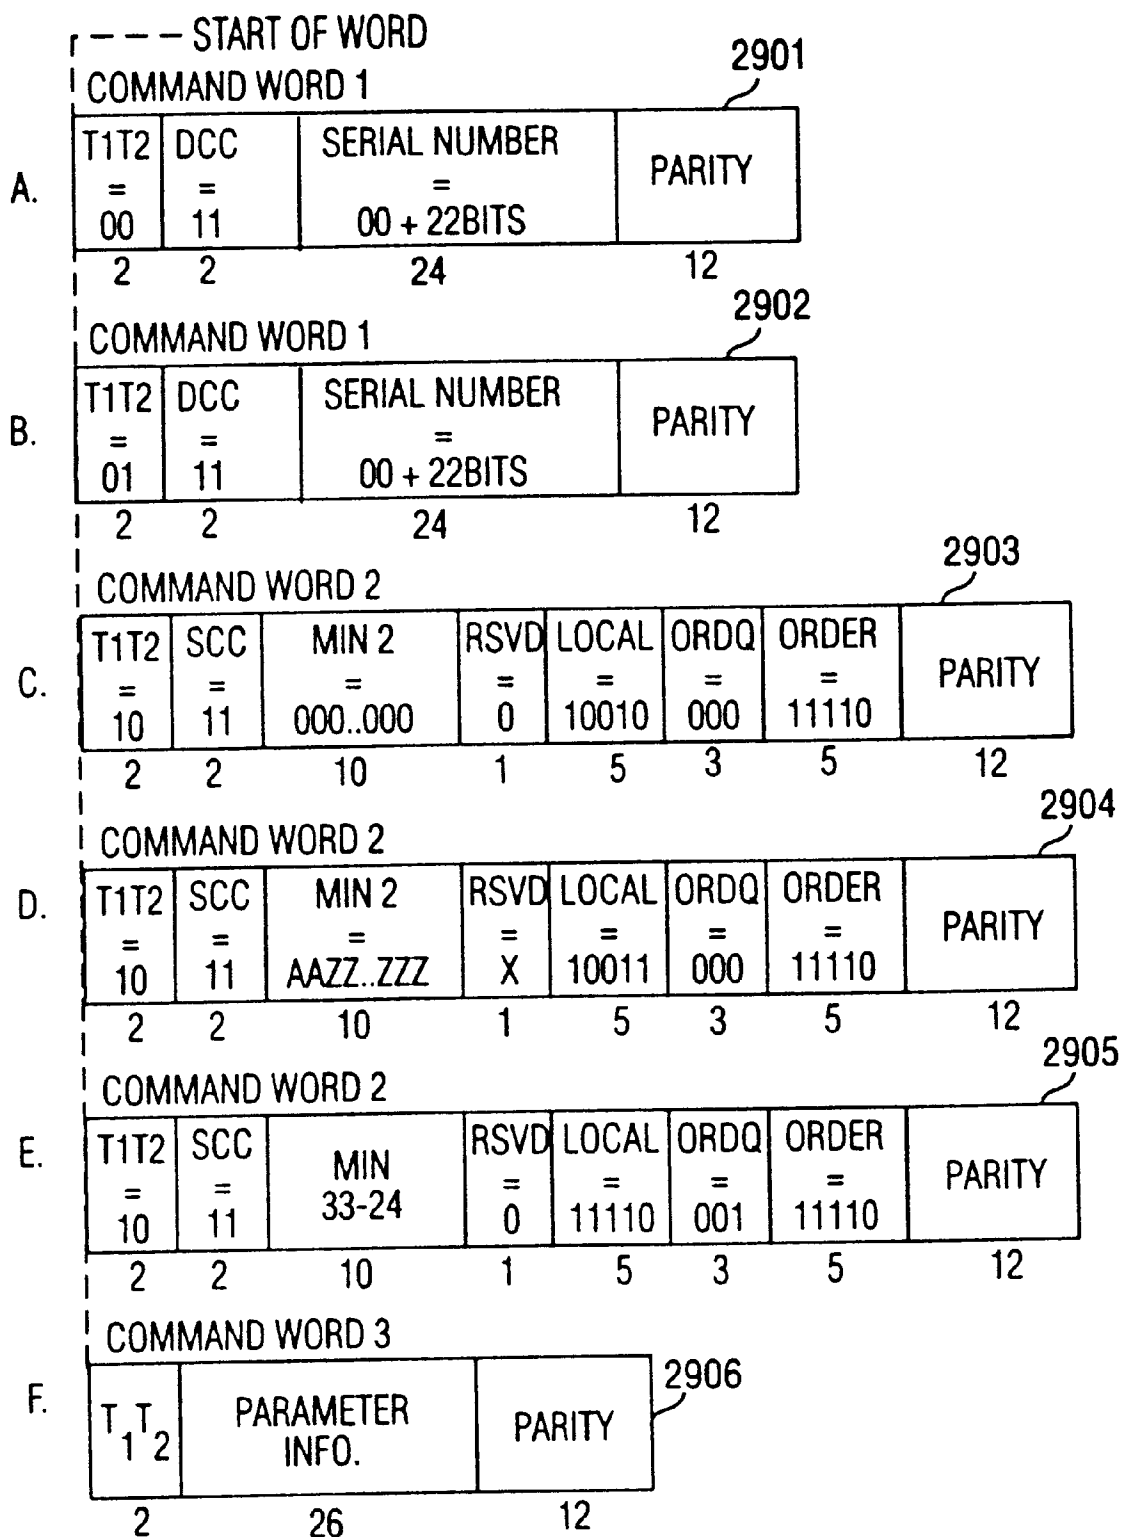 START OF WORD
COMMAND WORD 1
2901
A.
T1T2 DCC SERIAL NUMBER PARITY
= = =
00 11 00 + 22BITS
2 2 24 12
COMMAND WORD 1
2902
B.
T1T2 DCC SERIAL NUMBER PARITY
= = =
01 11 00 + 22BITS
2 2 24 12
COMMAND WORD 2
2903
C.
T1T2 SCC MIN 2 RSVD LOCAL ORDQ ORDER PARITY
= = = = = = =
10 11 000..000 0 10010 000 11110
2 2 10 1 5 3 5 12
COMMAND WORD 2
2904
D.
T1T2 SCC MIN 2 RSVD LOCAL ORDQ ORDER PARITY
= = = = = = =
10 11 AAZZ..ZZZ X 10011 000 11110
2 2 10 1 5 3 5 12
COMMAND WORD 2
2905
E.
T1T2 SCC MIN RSVD LOCAL ORDQ ORDER PARITY
= = 33-24 = = = =
10 11 0 11110 001 11110
2 2 10 1 5 3 5 12
COMMAND WORD 3
2906
F.
T1T2 PARAMETER PARITY
INFO.
2 26 12